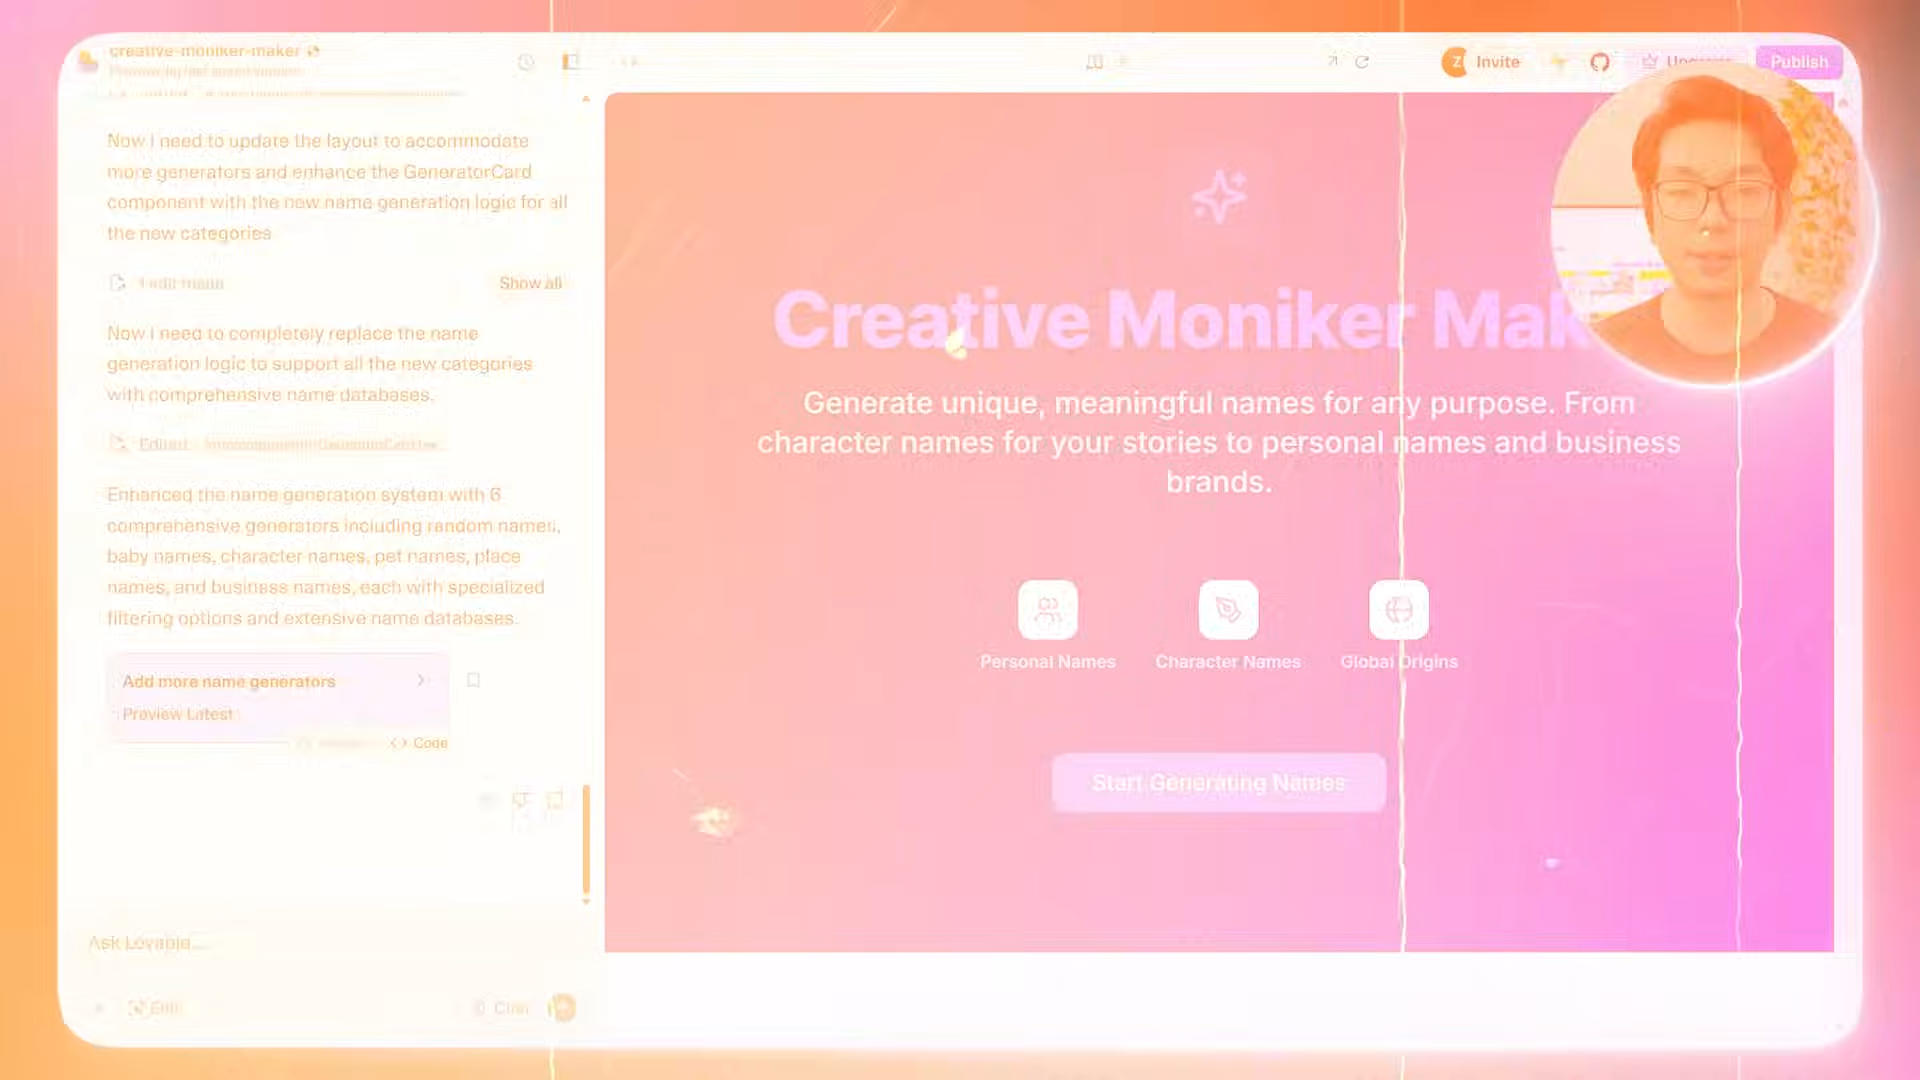 creative-moniker-maker
Now I need to update the layout to accommodate
more generators and enhance the GeneratorCard
component with the new name generation logic for all
the new categories
1 edit made
Show all
Now I need to completely replace the name
generation logic to support all the new categories
with comprehensive name databases.
Edited
Enhanced the name generation system with 6
comprehensive generators including random names,
baby names, character names, pet names, place
names, and business names, each with specialized
filtering options and extensive name databases.
Add more name generators
Preview Latest
Code
Ask Lovable...
Edit
Chat
Z
Invite
Upgrade
Publish
Creative Moniker Mak
Generate unique, meaningful names for any purpose. From
character names for your stories to personal names and business
brands.
Personal Names
Character Names
Global Origins
Start Generating Names